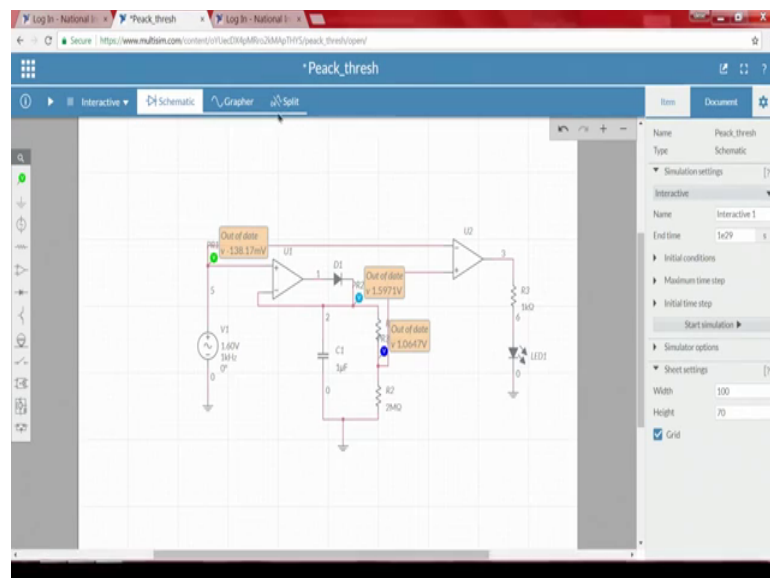 Log In - National I
*Peack_thresh
Log In - National I
Secure https://www.multisim.com/content/
/peack_thresh/open/
*Peack_thresh
?
Interactive
Schematic
Grapher
Split
Item
Document
Name Peack_thresh
Type Schematic
Simulation settings
Interactive
Name Interactive 1
End time 1e29 s
Initial conditions
Maximum time step
Initial time step
Start simulation
Simulator options
Sheet settings
Width 100
Height 70
Grid
Out of date
v -138.17mV
U1
U2
D1
1
3
5
Out of date
v 1.5971V
PR2
R3
1kΩ
Out of date
v 1.0647V
2
6
V1
1.60V
1kHz
0°
C1
1µF
LED1
R2
2MΩ
0
0
0